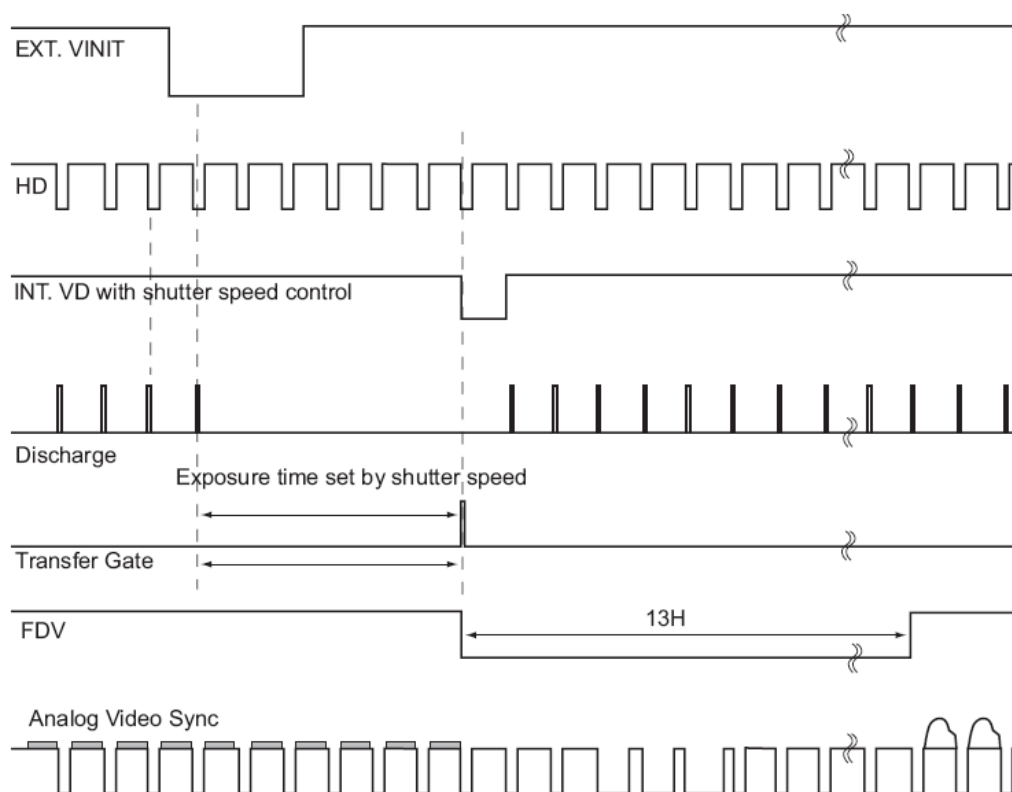 EXT. VINIT
HD
INT. VD with shutter speed control
Discharge
Exposure time set by shutter speed
Transfer Gate
FDV
13H
Analog Video Sync